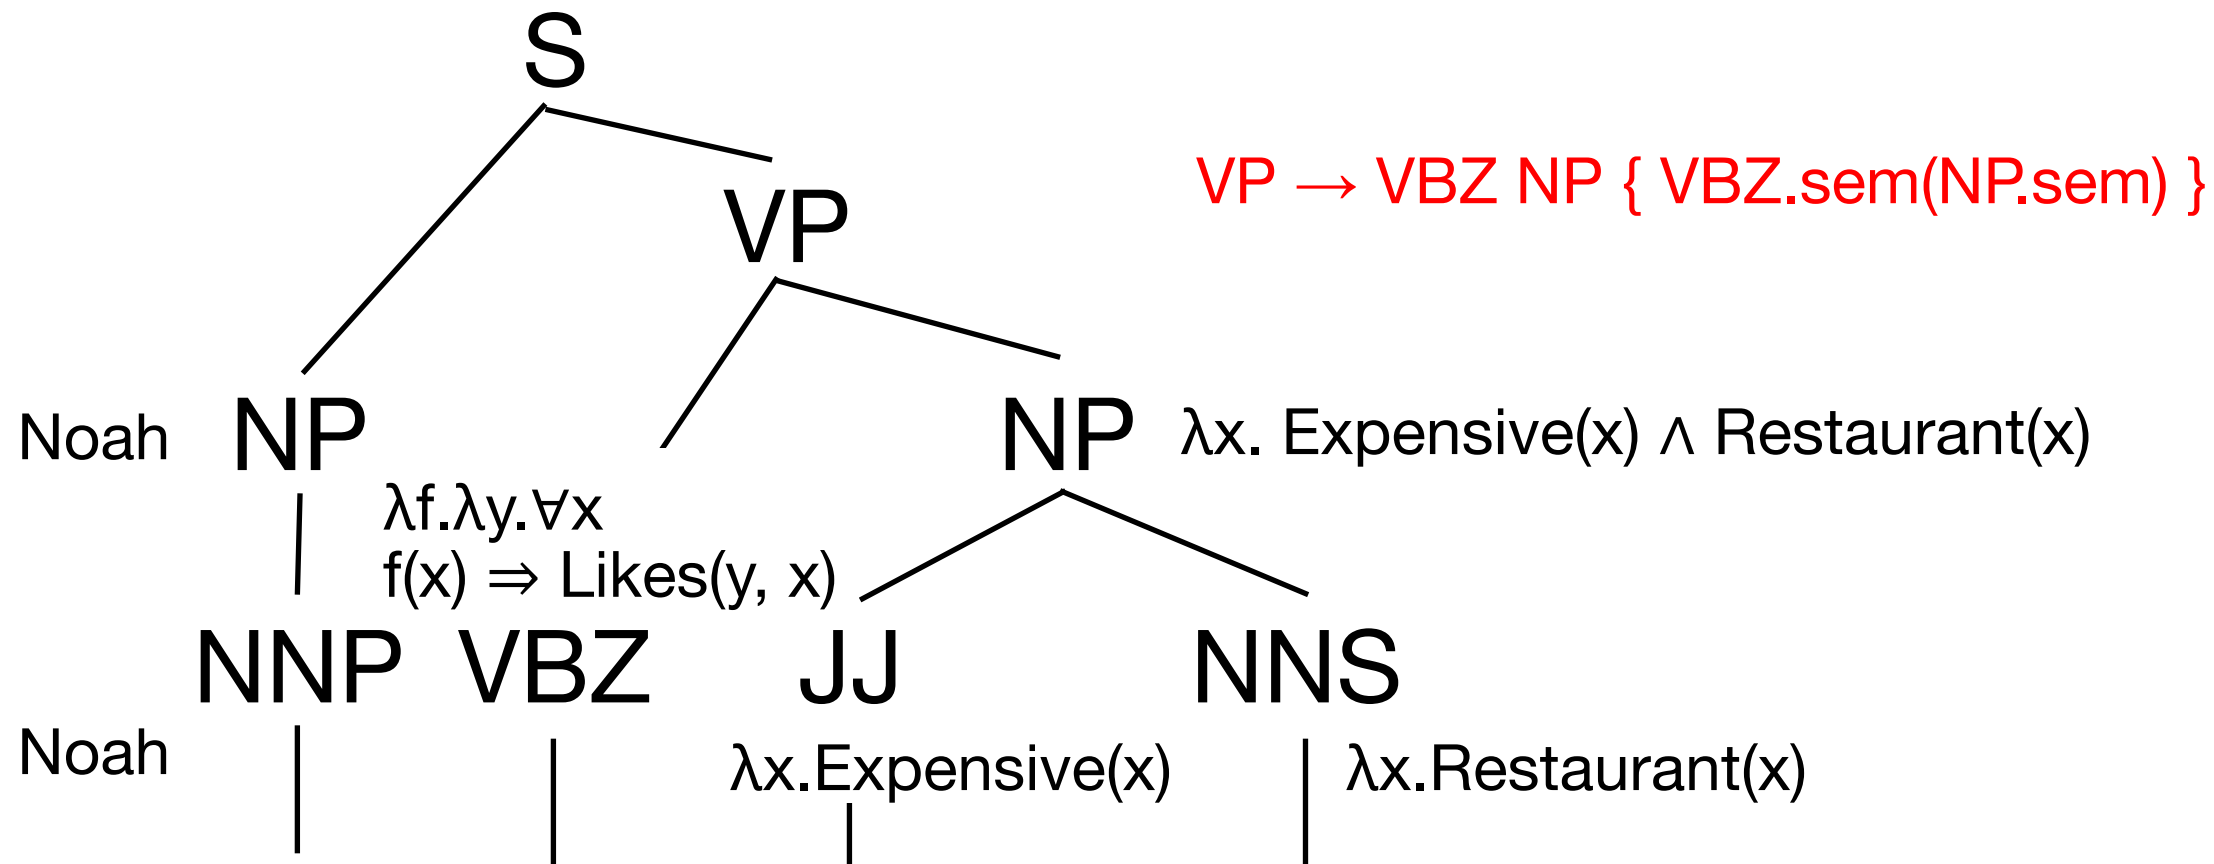 S
VP → VBZ NP { VBZ.sem(NP.sem) }
VP
Noah NP
NP λx. Expensive(x) ∧ Restaurant(x)
λf.λy.∀x
f(x) ⇒ Likes(y, x)
NNP VBZ JJ NNS
Noah
λx.Expensive(x)
λx.Restaurant(x)